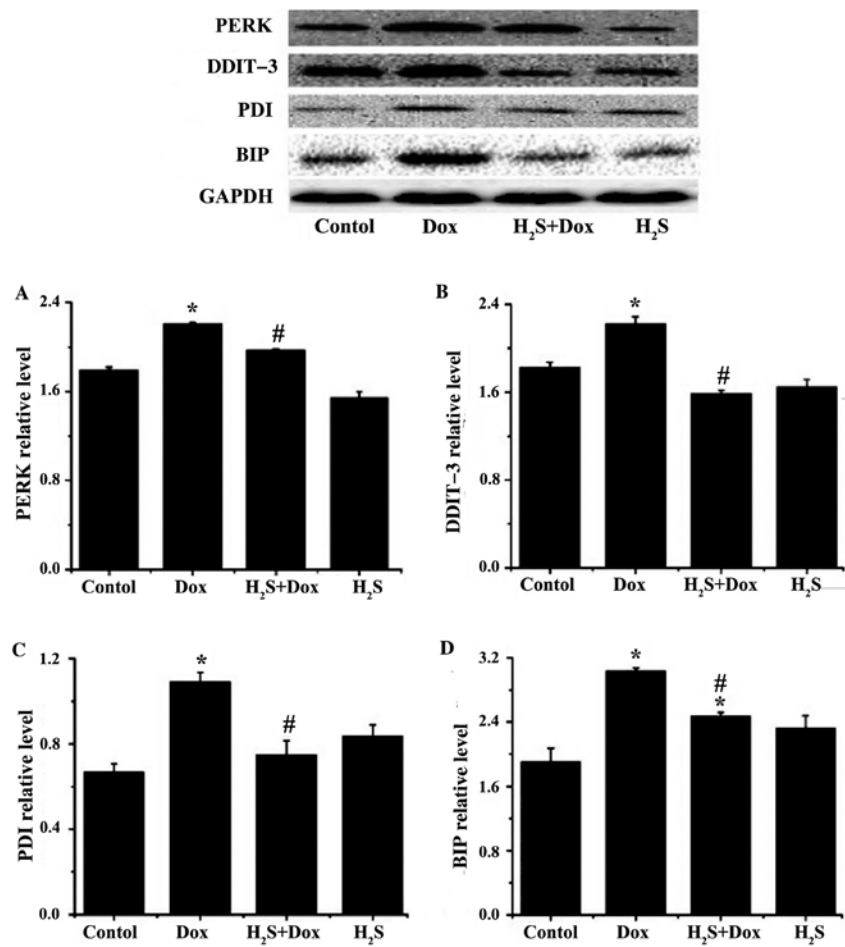 PERK
DDIT-3
PDI
BIP
GAPDH
Contol Dox H₂S+Dox H₂S
A
PERK relative level
2.4
1.6
0.8
0.0
*
#
Contol Dox H₂S+Dox H₂S
B
DDIT-3 relative level
2.4
1.6
0.8
0.0
*
#
Contol Dox H₂S+Dox H₂S
C
PDI relative level
1.2
0.8
0.4
0.0
*
#
Contol Dox H₂S+Dox H₂S
D
BIP relative level
3.2
2.4
1.6
0.8
0.0
*
#
*
Contol Dox H₂S+Dox H₂S